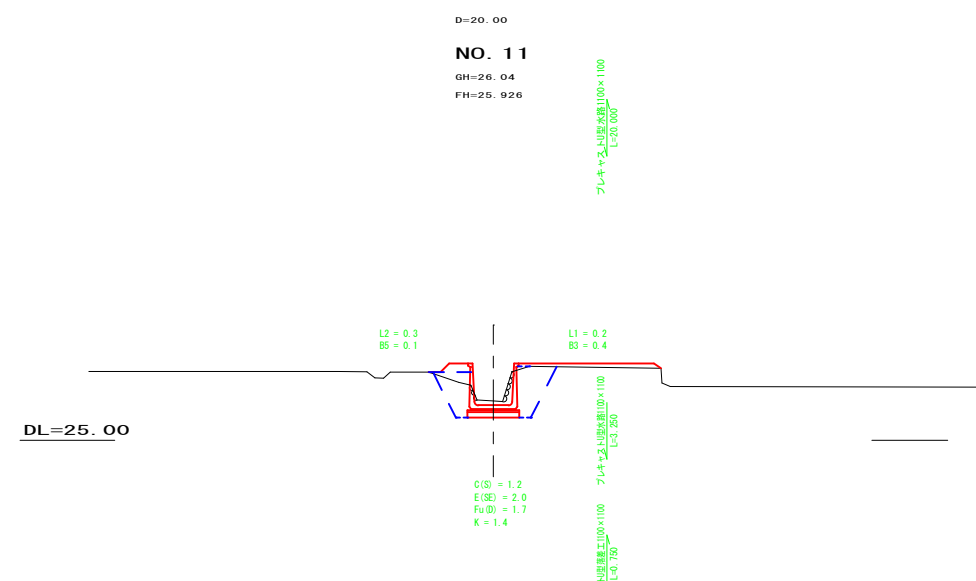 D=20.00
NO. 11
GH=26.04
FH=25.926
プレキャストU型水路1100×1100
L=20.000
L2 = 0.3
B5 = 0.1
L1 = 0.2
B3 = 0.4
DL=25.00
プレキャストU型水路1100×1100
L=3.250
C(S) = 1.2
E(SE) = 2.0
Fu(D) = 1.7
K = 1.4
L=0.750